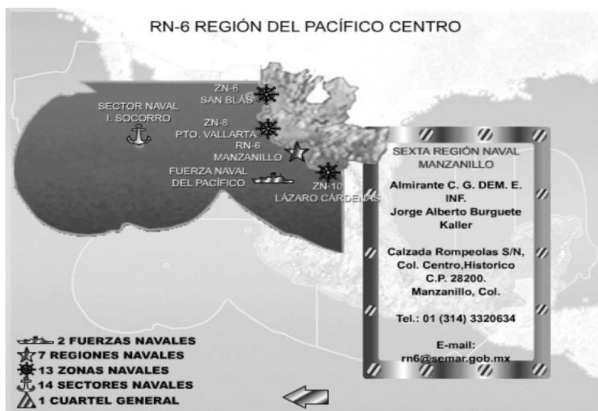 RN-6 REGIÓN DEL PACÍFICO CENTRO
ZN-6
SAN BLÁS
SECTOR NAVAL
I. SOCORRO
ZN-8
PTO. VALLARTA
RN-6
MANZANILLO
FUERZA NAVAL
DEL PACÍFICO
ZN-10
LÁZARO CÁRDENAS
SEXTA REGIÓN NAVAL
MANZANILLO
Almirante C. G. DEM. E.
INF.
Jorge Alberto Burguete
Kaller
Calzada Rompeolas S/N,
Col. Centro,Historico
C.P. 28200.
Manzanillo, Col.
Tel.: 01 (314) 3320634
E-mail:
rn6@semar.gob.mx
2 FUERZAS NAVALES
7 REGIONES NAVALES
13 ZONAS NAVALES
14 SECTORES NAVALES
1 CUARTEL GENERAL